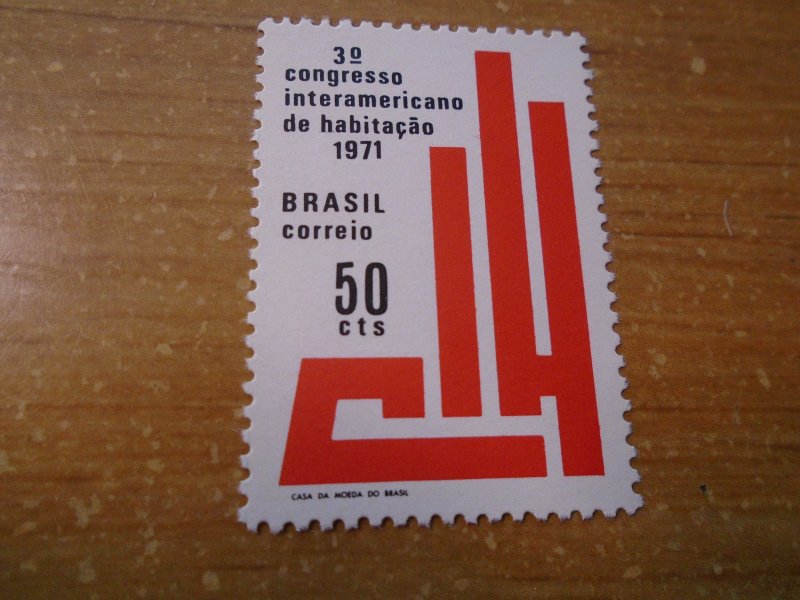 3º
congresso
interamericano
de habitação
1971
BRASIL
correio
50
cts
CASA DA MOEDA DO BRASIL